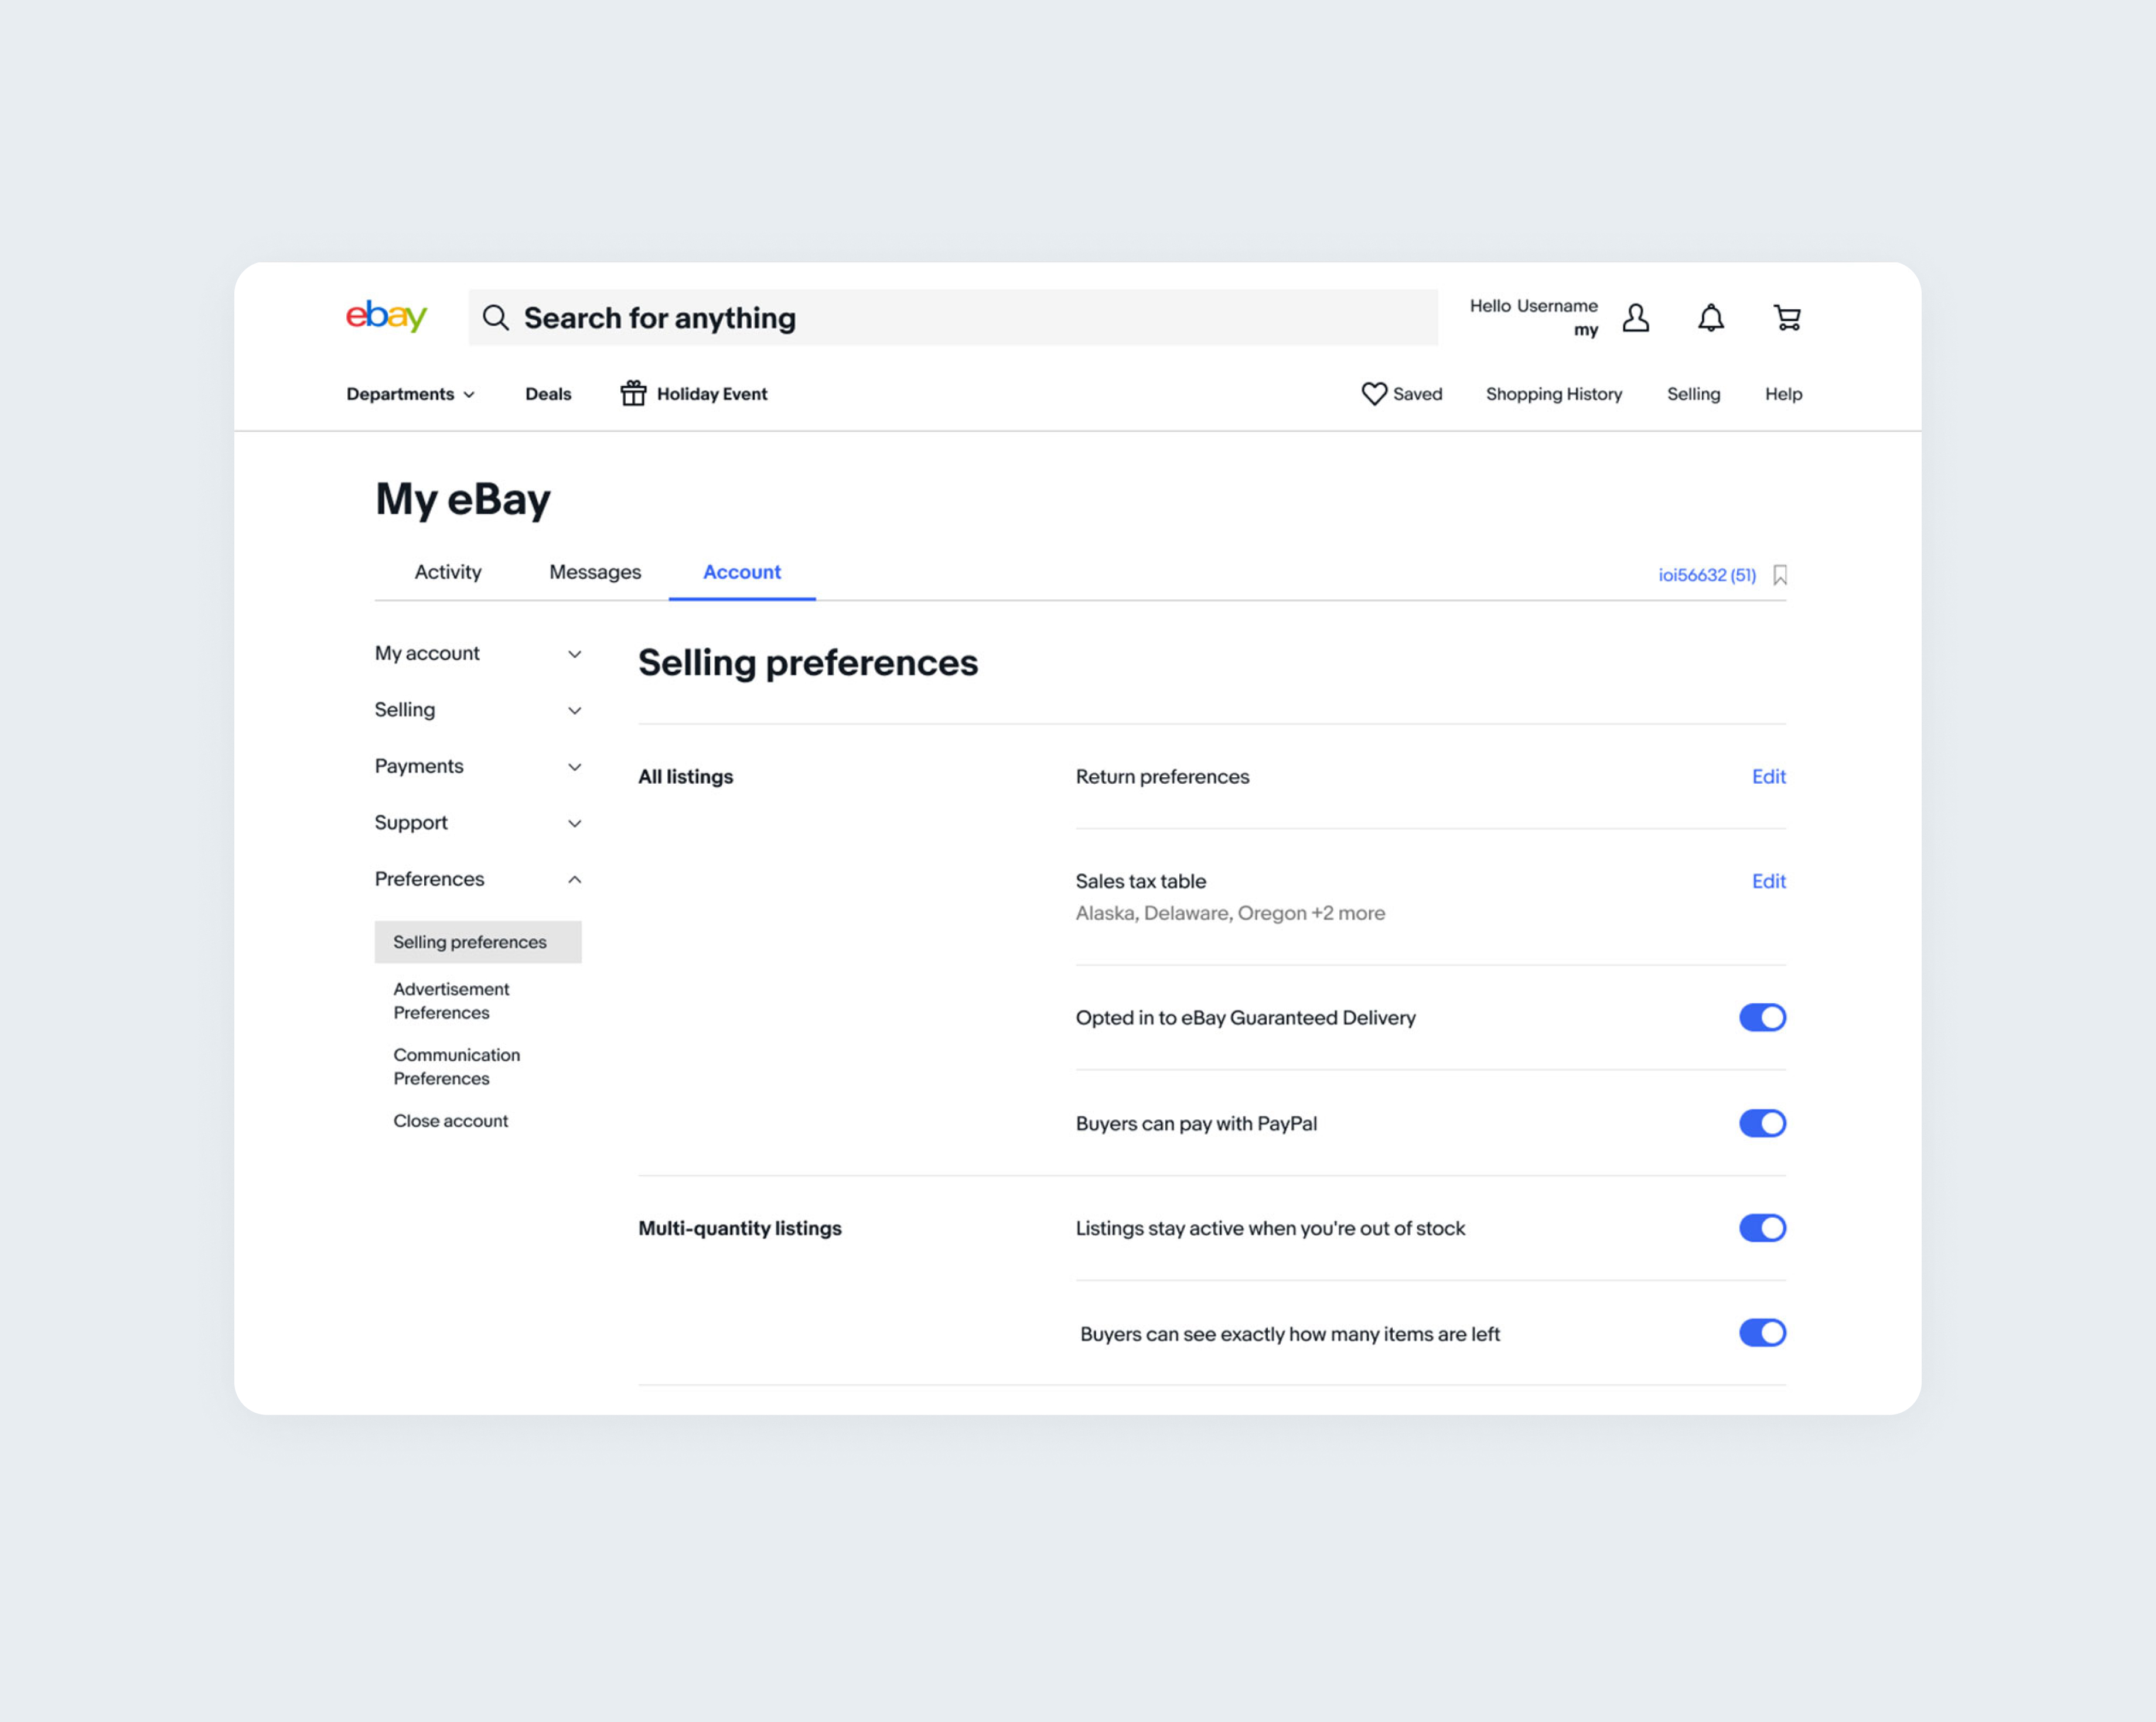 ebay
Search for anything
Hello Username
my
Departments
Deals
Holiday Event
Saved
Shopping History
Selling
Help
My eBay
Activity
Messages
Account
ioi56632 (51)
My account
Selling
Payments
Support
Preferences
Selling preferences
Advertisement
Preferences
Communication
Preferences
Close account
Selling preferences
All listings
Return preferences
Edit
Sales tax table
Edit
Alaska, Delaware, Oregon +2 more
Opted in to eBay Guaranteed Delivery
Buyers can pay with PayPal
Multi-quantity listings
Listings stay active when you're out of stock
Buyers can see exactly how many items are left